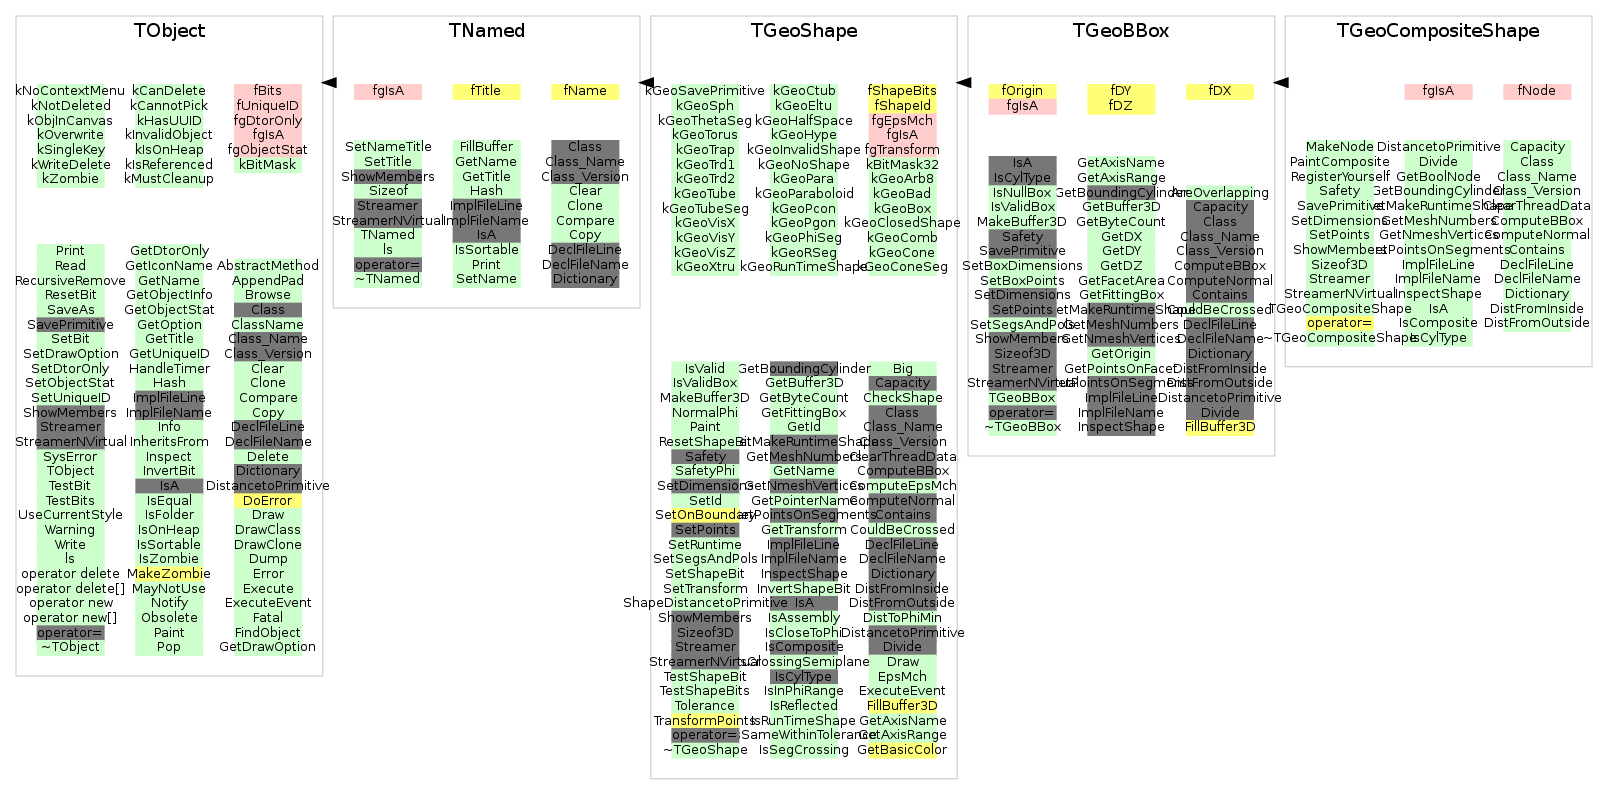 TObject
kNoContextMenu
kNotDeleted
kObjInCanvas
kOverwrite
kSingleKey
kWriteDelete
kZombie
kCanDelete
kCannotPick
kHasUUID
kInvalidObject
kIsOnHeap
kIsReferenced
kMustCleanup
fBits
fUniqueID
fgDtorOnly
fgIsA
fgObjectStat
kBitMask
Print
Read
RecursiveRemove
ResetBit
SaveAs
SavePrimitive
SetBit
SetDrawOption
SetDtorOnly
SetObjectStat
SetUniqueID
ShowMembers
Streamer
StreamerNVirtual
SysError
TObject
TestBit
TestBits
UseCurrentStyle
Warning
Write
ls
operator delete
operator delete[]
operator new
operator new[]
operator=
~TObject
GetDtorOnly
GetIconName
GetName
GetObjectInfo
GetObjectStat
GetOption
GetTitle
GetUniqueID
HandleTimer
Hash
ImplFileLine
ImplFileName
Info
InheritsFrom
Inspect
InvertBit
IsA
IsEqual
IsFolder
IsOnHeap
IsSortable
IsZombie
MakeZombie
MayNotUse
Notify
Obsolete
Paint
Pop
AbstractMethod
AppendPad
Browse
Class
ClassName
Class_Name
Class_Version
Clear
Clone
Compare
Copy
DeclFileLine
DeclFileName
Delete
Dictionary
DistancetoPrimitive
DoError
Draw
DrawClass
DrawClone
Dump
Error
Execute
ExecuteEvent
Fatal
FindObject
GetDrawOption
TNamed
fgIsA
fTitle
fName
SetNameTitle
SetTitle
ShowMembers
Sizeof
Streamer
StreamerNVirtual
TNamed
ls
operator=
~TNamed
FillBuffer
GetName
GetTitle
Hash
ImplFileLine
ImplFileName
IsA
IsSortable
Print
SetName
Class
Class_Name
Class_Version
Clear
Clone
Compare
Copy
DeclFileLine
DeclFileName
Dictionary
TGeoShape
kGeoSavePrimitive
kGeoSph
kGeoThetaSeg
kGeoTorus
kGeoTrap
kGeoTrd1
kGeoTrd2
kGeoTube
kGeoTubeSeg
kGeoVisX
kGeoVisY
kGeoVisZ
kGeoXtru
kGeoCtub
kGeoEltu
kGeoHalfSpace
kGeoHype
kGeoInvalidShape
kGeoNoShape
kGeoPara
kGeoParaboloid
kGeoPcon
kGeoPgon
kGeoPhiSeg
kGeoRSeg
kGeoRunTimeShape
fShapeBits
fShapeId
fgEpsMch
fgIsA
fgTransform
kBitMask32
kGeoArb8
kGeoBad
kGeoBox
kGeoClosedShape
kGeoComb
kGeoCone
kGeoConeSeg
IsValid
IsValidBox
MakeBuffer3D
NormalPhi
Paint
ResetShapeBit
Safety
SafetyPhi
SetDimensions
SetId
SetOnBoundary
SetPoints
SetRuntime
SetSegsAndPols
SetShapeBit
SetTransform
ShapeDistancetoPrimitive
ShowMembers
Sizeof3D
Streamer
StreamerNVirtual
TestShapeBit
TestShapeBits
Tolerance
TransformPoints
operator=
~TGeoShape
GetBoundingCylinder
GetBuffer3D
GetByteCount
GetFittingBox
GetId
etMakeRuntimeShape
GetMeshNumbers
GetName
GetNmeshVertices
GetPointerName
etPointsOnSegments
GetTransform
ImplFileLine
ImplFileName
InspectShape
InvertShapeBit
IsA
IsAssembly
IsCloseToPhi
IsComposite
sCrossingSemiplane
IsCylType
IsInPhiRange
IsReflected
IsRunTimeShape
sSameWithinTolerance
IsSegCrossing
Big
Capacity
CheckShape
Class
Class_Name
Class_Version
ClearThreadData
ComputeBBox
ComputeEpsMch
ComputeNormal
Contains
CouldBeCrossed
DeclFileLine
DeclFileName
Dictionary
DistFromInside
DistFromOutside
DistToPhiMin
DistancetoPrimitive
Divide
Draw
EpsMch
ExecuteEvent
FillBuffer3D
GetAxisName
GetAxisRange
GetBasicColor
TGeoBBox
fOrigin
fgIsA
fDY
fDZ
fDX
IsA
IsCylType
IsNullBox
IsValidBox
MakeBuffer3D
Safety
SavePrimitive
SetBoxDimensions
SetBoxPoints
SetDimensions
SetPoints
SetSegsAndPols
ShowMembers
Sizeof3D
Streamer
StreamerNVirtual
TGeoBBox
operator=
~TGeoBBox
GetAxisName
GetAxisRange
GetBoundingCylinder
GetBuffer3D
GetByteCount
GetDX
GetDY
GetDZ
GetFacetArea
GetFittingBox
etMakeRuntimeShape
GetMeshNumbers
GetNmeshVertices
GetOrigin
GetPointsOnFacet
etPointsOnSegments
ImplFileLine
ImplFileName
InspectShape
AreOverlapping
Capacity
Class
Class_Name
Class_Version
ComputeBBox
ComputeNormal
Contains
CouldBeCrossed
DeclFileLine
DeclFileName
Dictionary
DistFromInside
DistFromOutside
DistancetoPrimitive
Divide
FillBuffer3D
TGeoCompositeShape
fgIsA
fNode
MakeNode
PaintComposite
RegisterYourself
Safety
SavePrimitive
SetDimensions
SetPoints
ShowMembers
Sizeof3D
Streamer
StreamerNVirtual
TGeoCompositeShape
operator=
~TGeoCompositeShape
DistancetoPrimitive
Divide
GetBoolNode
GetBoundingCylinder
etMakeRuntimeShape
GetMeshNumbers
GetNmeshVertices
etPointsOnSegments
ImplFileLine
ImplFileName
InspectShape
IsA
IsComposite
IsCylType
Capacity
Class
Class_Name
Class_Version
ClearThreadData
ComputeBBox
ComputeNormal
Contains
DeclFileLine
DeclFileName
Dictionary
DistFromInside
DistFromOutside